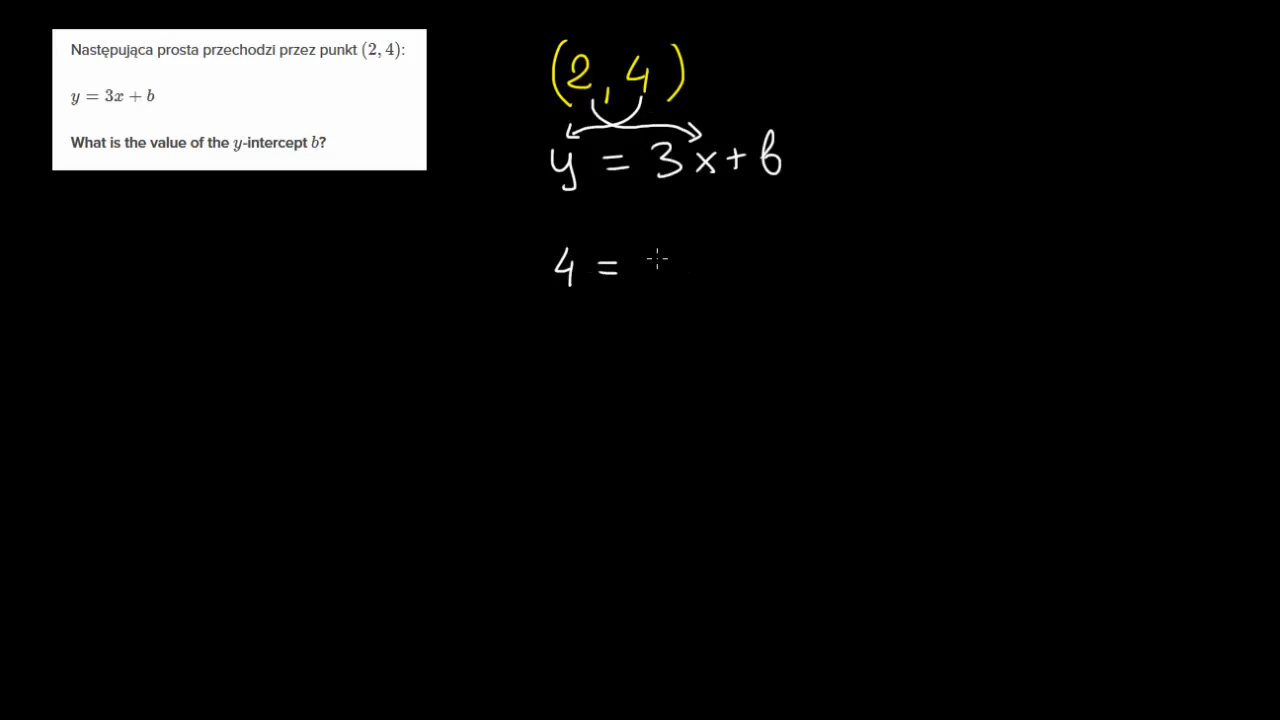 Następująca prosta przechodzi przez punkt (2, 4):
y = 3x + b
What is the value of the y-intercept b?
(2, 4)
y = 3x + b
4 =